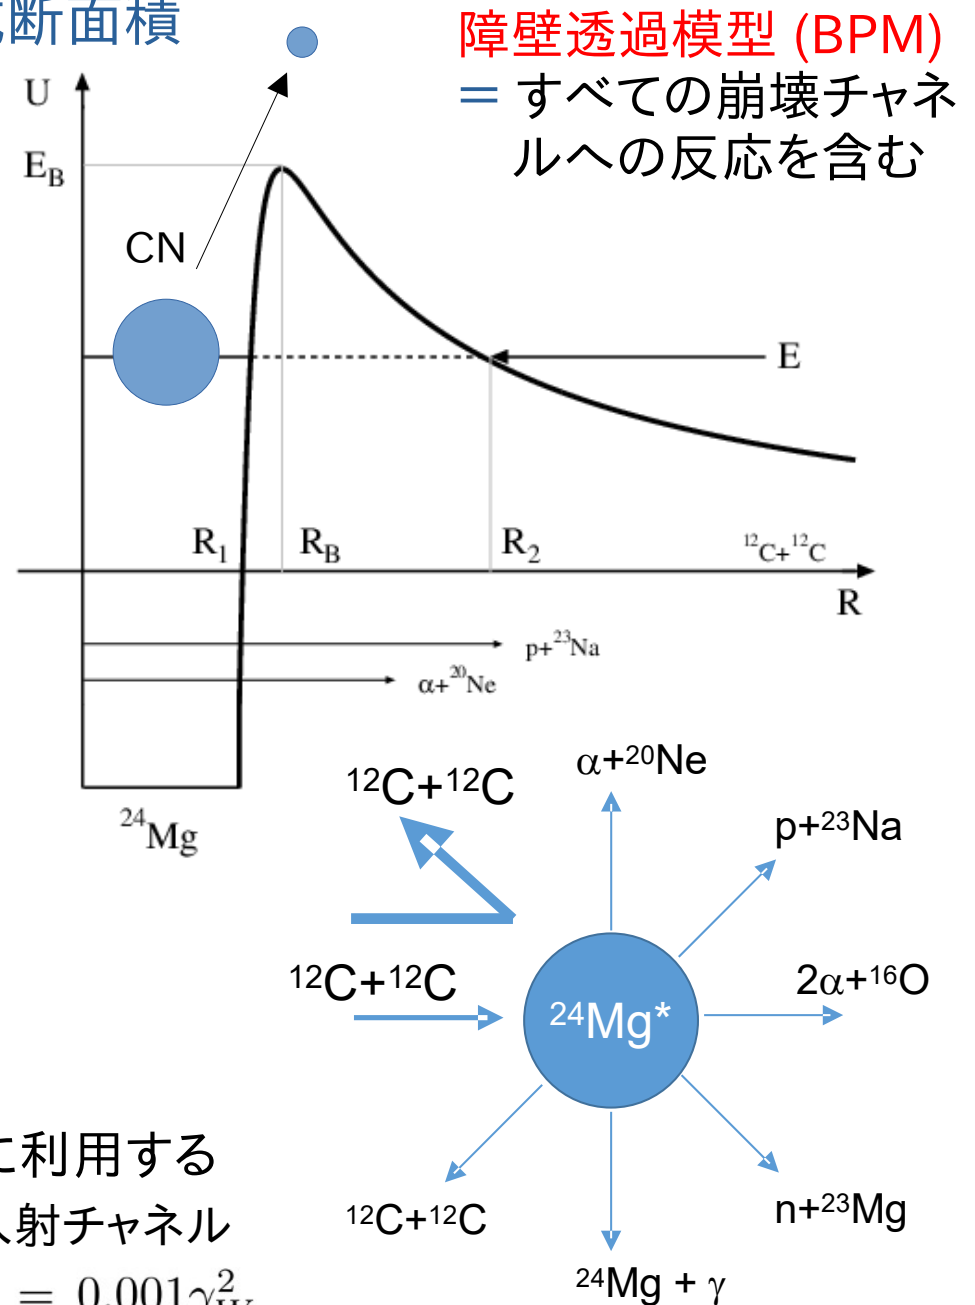 断面積
障壁透過模型 (BPM)
= すべての崩壊チャネ
ルへの反応を含む
U
E_B
CN
E
R_1
R_B
R_2
¹²C+¹²C
R
p+²³Na
α+²⁰Ne
²⁴Mg
¹²C+¹²C
α+²⁰Ne
p+²³Na
¹²C+¹²C
²⁴Mg*
2α+¹⁶O
に利用する
¹²C+¹²C
n+²³Mg
射チャネル
²⁴Mg + γ
= 0.001γ²_W